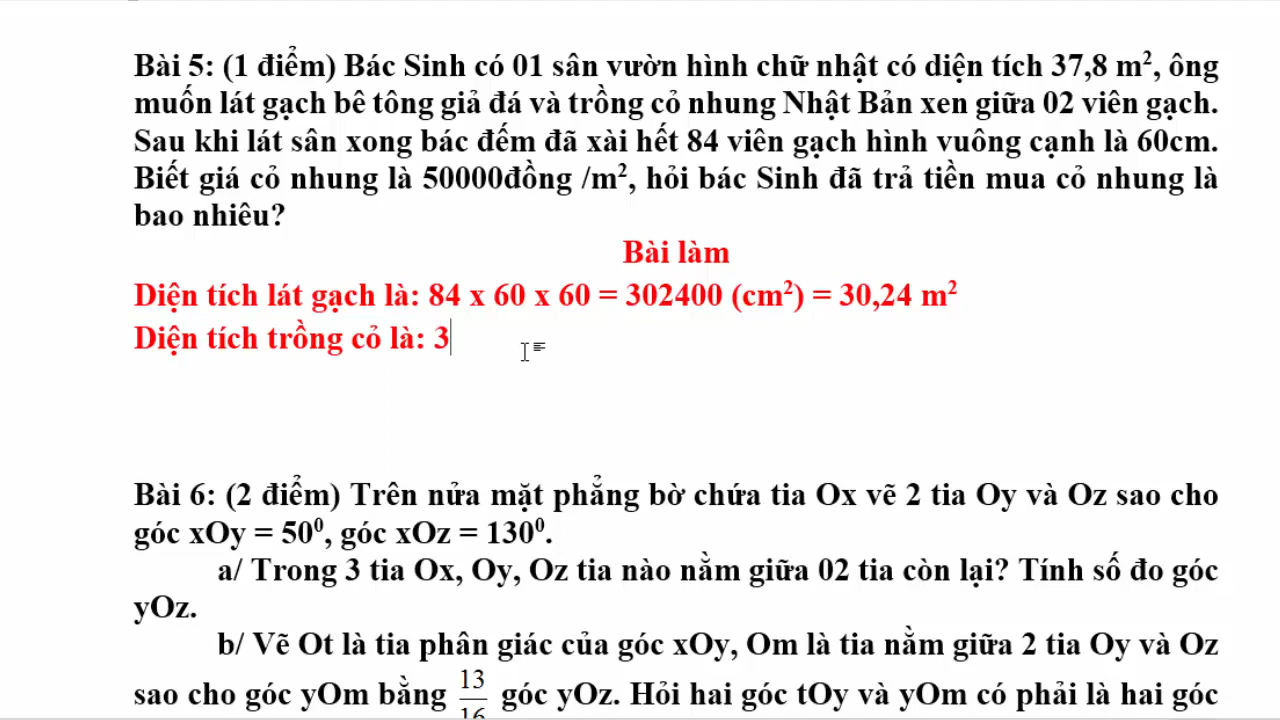 Bài 5: (1 điểm) Bác Sinh có 01 sân vườn hình chữ nhật có diện tích 37,8 m², ông
muốn lát gạch bê tông giả đá và trồng cỏ nhung Nhật Bản xen giữa 02 viên gạch.
Sau khi lát sân xong bác đếm đã xài hết 84 viên gạch hình vuông cạnh là 60cm.
Biết giá cỏ nhung là 50000đồng /m², hỏi bác Sinh đã trả tiền mua cỏ nhung là
bao nhiêu?
Bài làm
Diện tích lát gạch là: 84 x 60 x 60 = 302400 (cm²) = 30,24 m²
Diện tích trồng cỏ là: 3
Bài 6: (2 điểm) Trên nửa mặt phẳng bờ chứa tia Ox vẽ 2 tia Oy và Oz sao cho
góc xOy = 50⁰, góc xOz = 130⁰.
a/ Trong 3 tia Ox, Oy, Oz tia nào nằm giữa 02 tia còn lại? Tính số đo góc
yOz.
b/ Vẽ Ot là tia phân giác của góc xOy, Om là tia nằm giữa 2 tia Oy và Oz
sao cho góc yOm bằng 13/16 góc yOz. Hỏi hai góc tOy và yOm có phải là hai góc